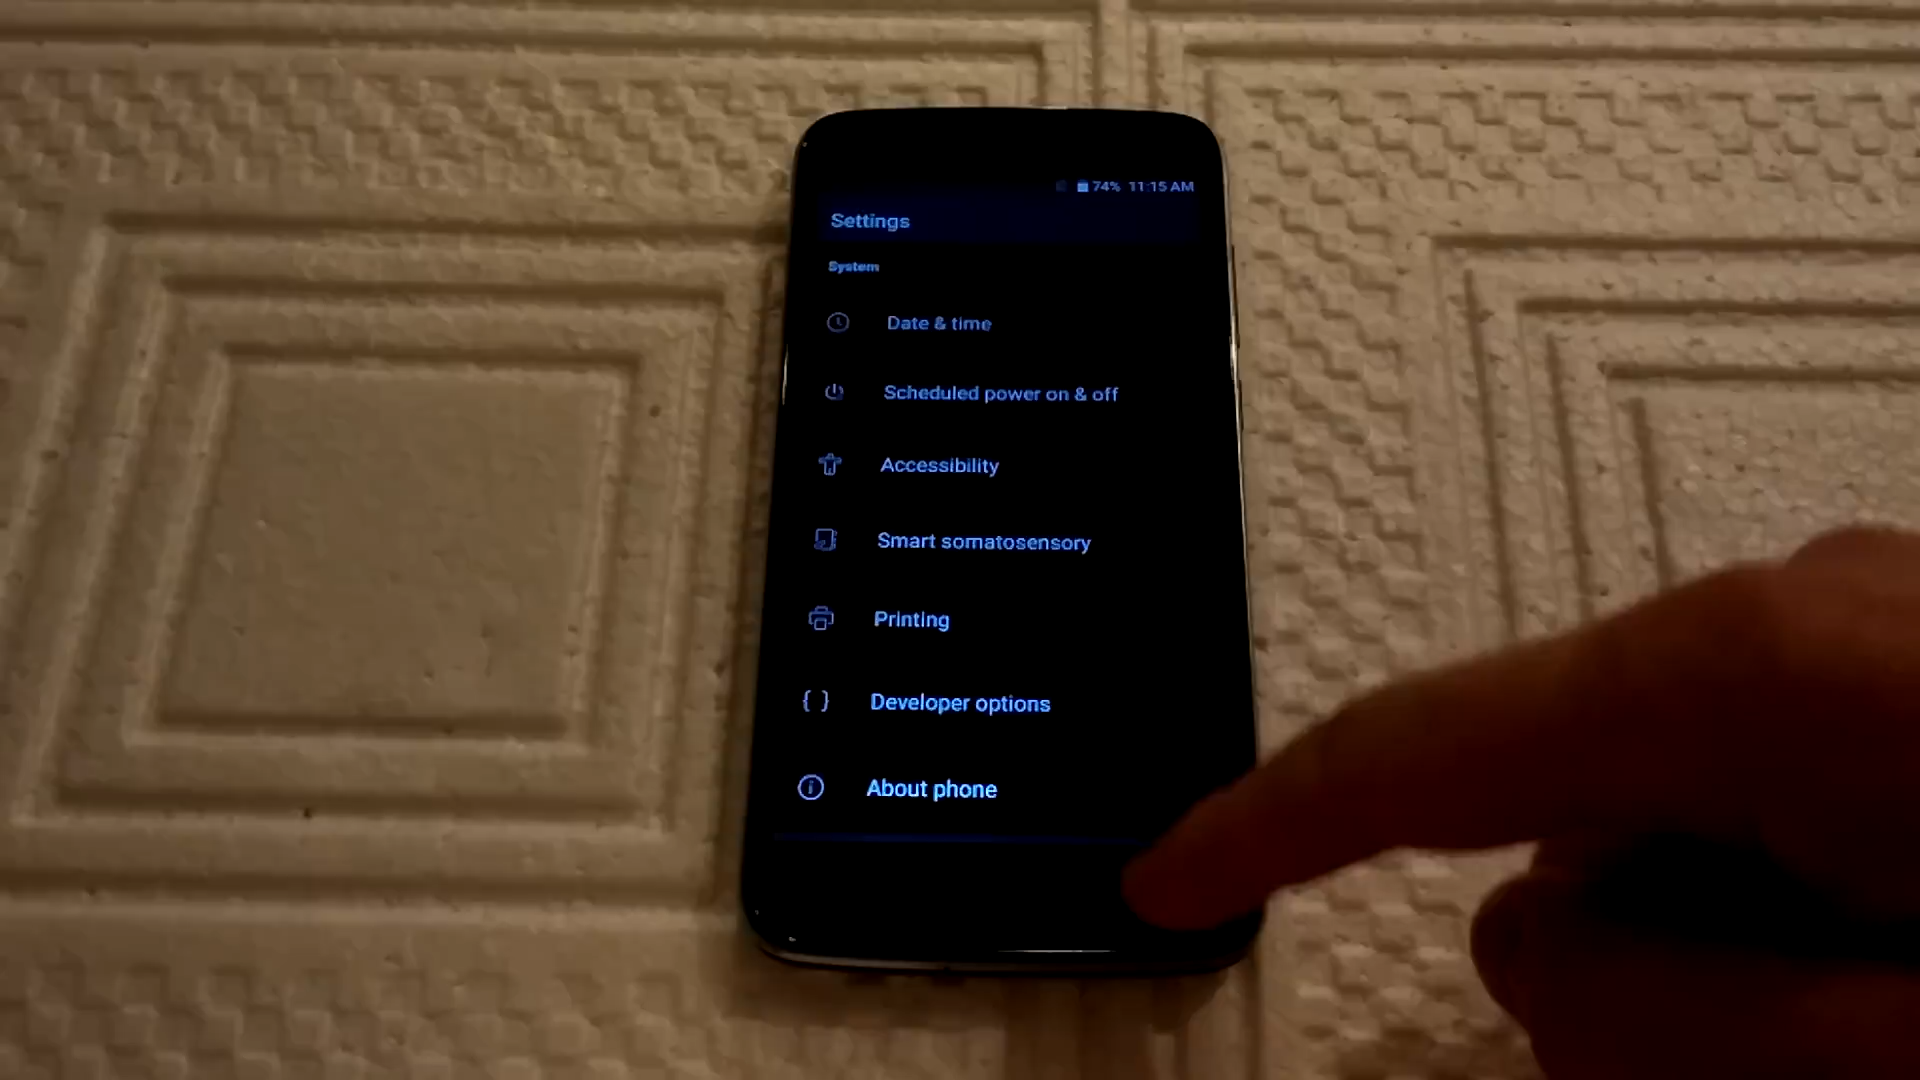 74% 11:15 AM
Settings
System
Date & time
Scheduled power on & off
Accessibility
Smart somatosensory
Printing
{ } Developer options
About phone